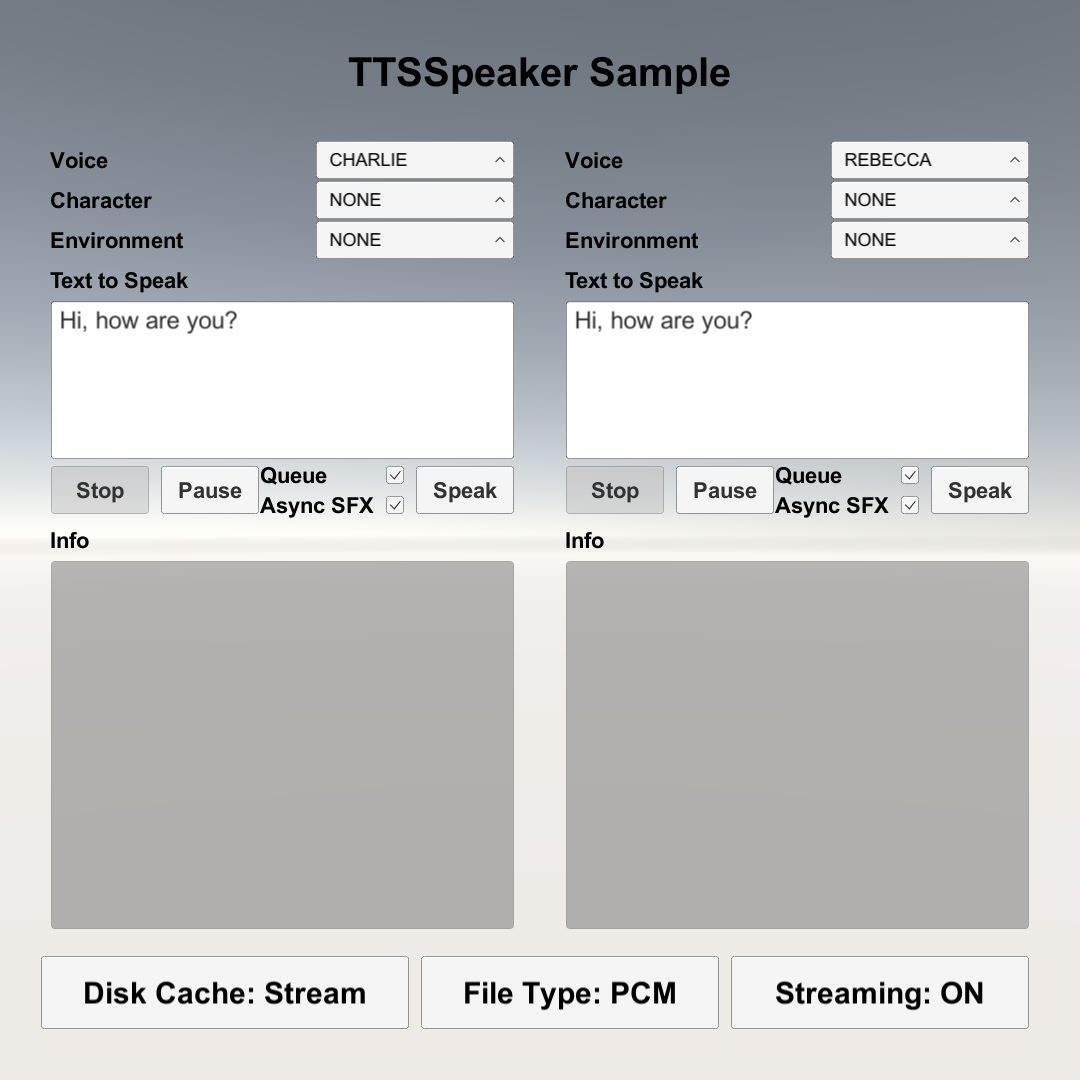 TTSSpeaker Sample
Voice
CHARLIE
Character
NONE
Environment
NONE
Text to Speak
Hi, how are you?
Stop
Pause
Queue
Async SFX
Speak
Info
Voice
REBECCA
Character
NONE
Environment
NONE
Text to Speak
Hi, how are you?
Stop
Pause
Queue
Async SFX
Speak
Info
Disk Cache: Stream
File Type: PCM
Streaming: ON